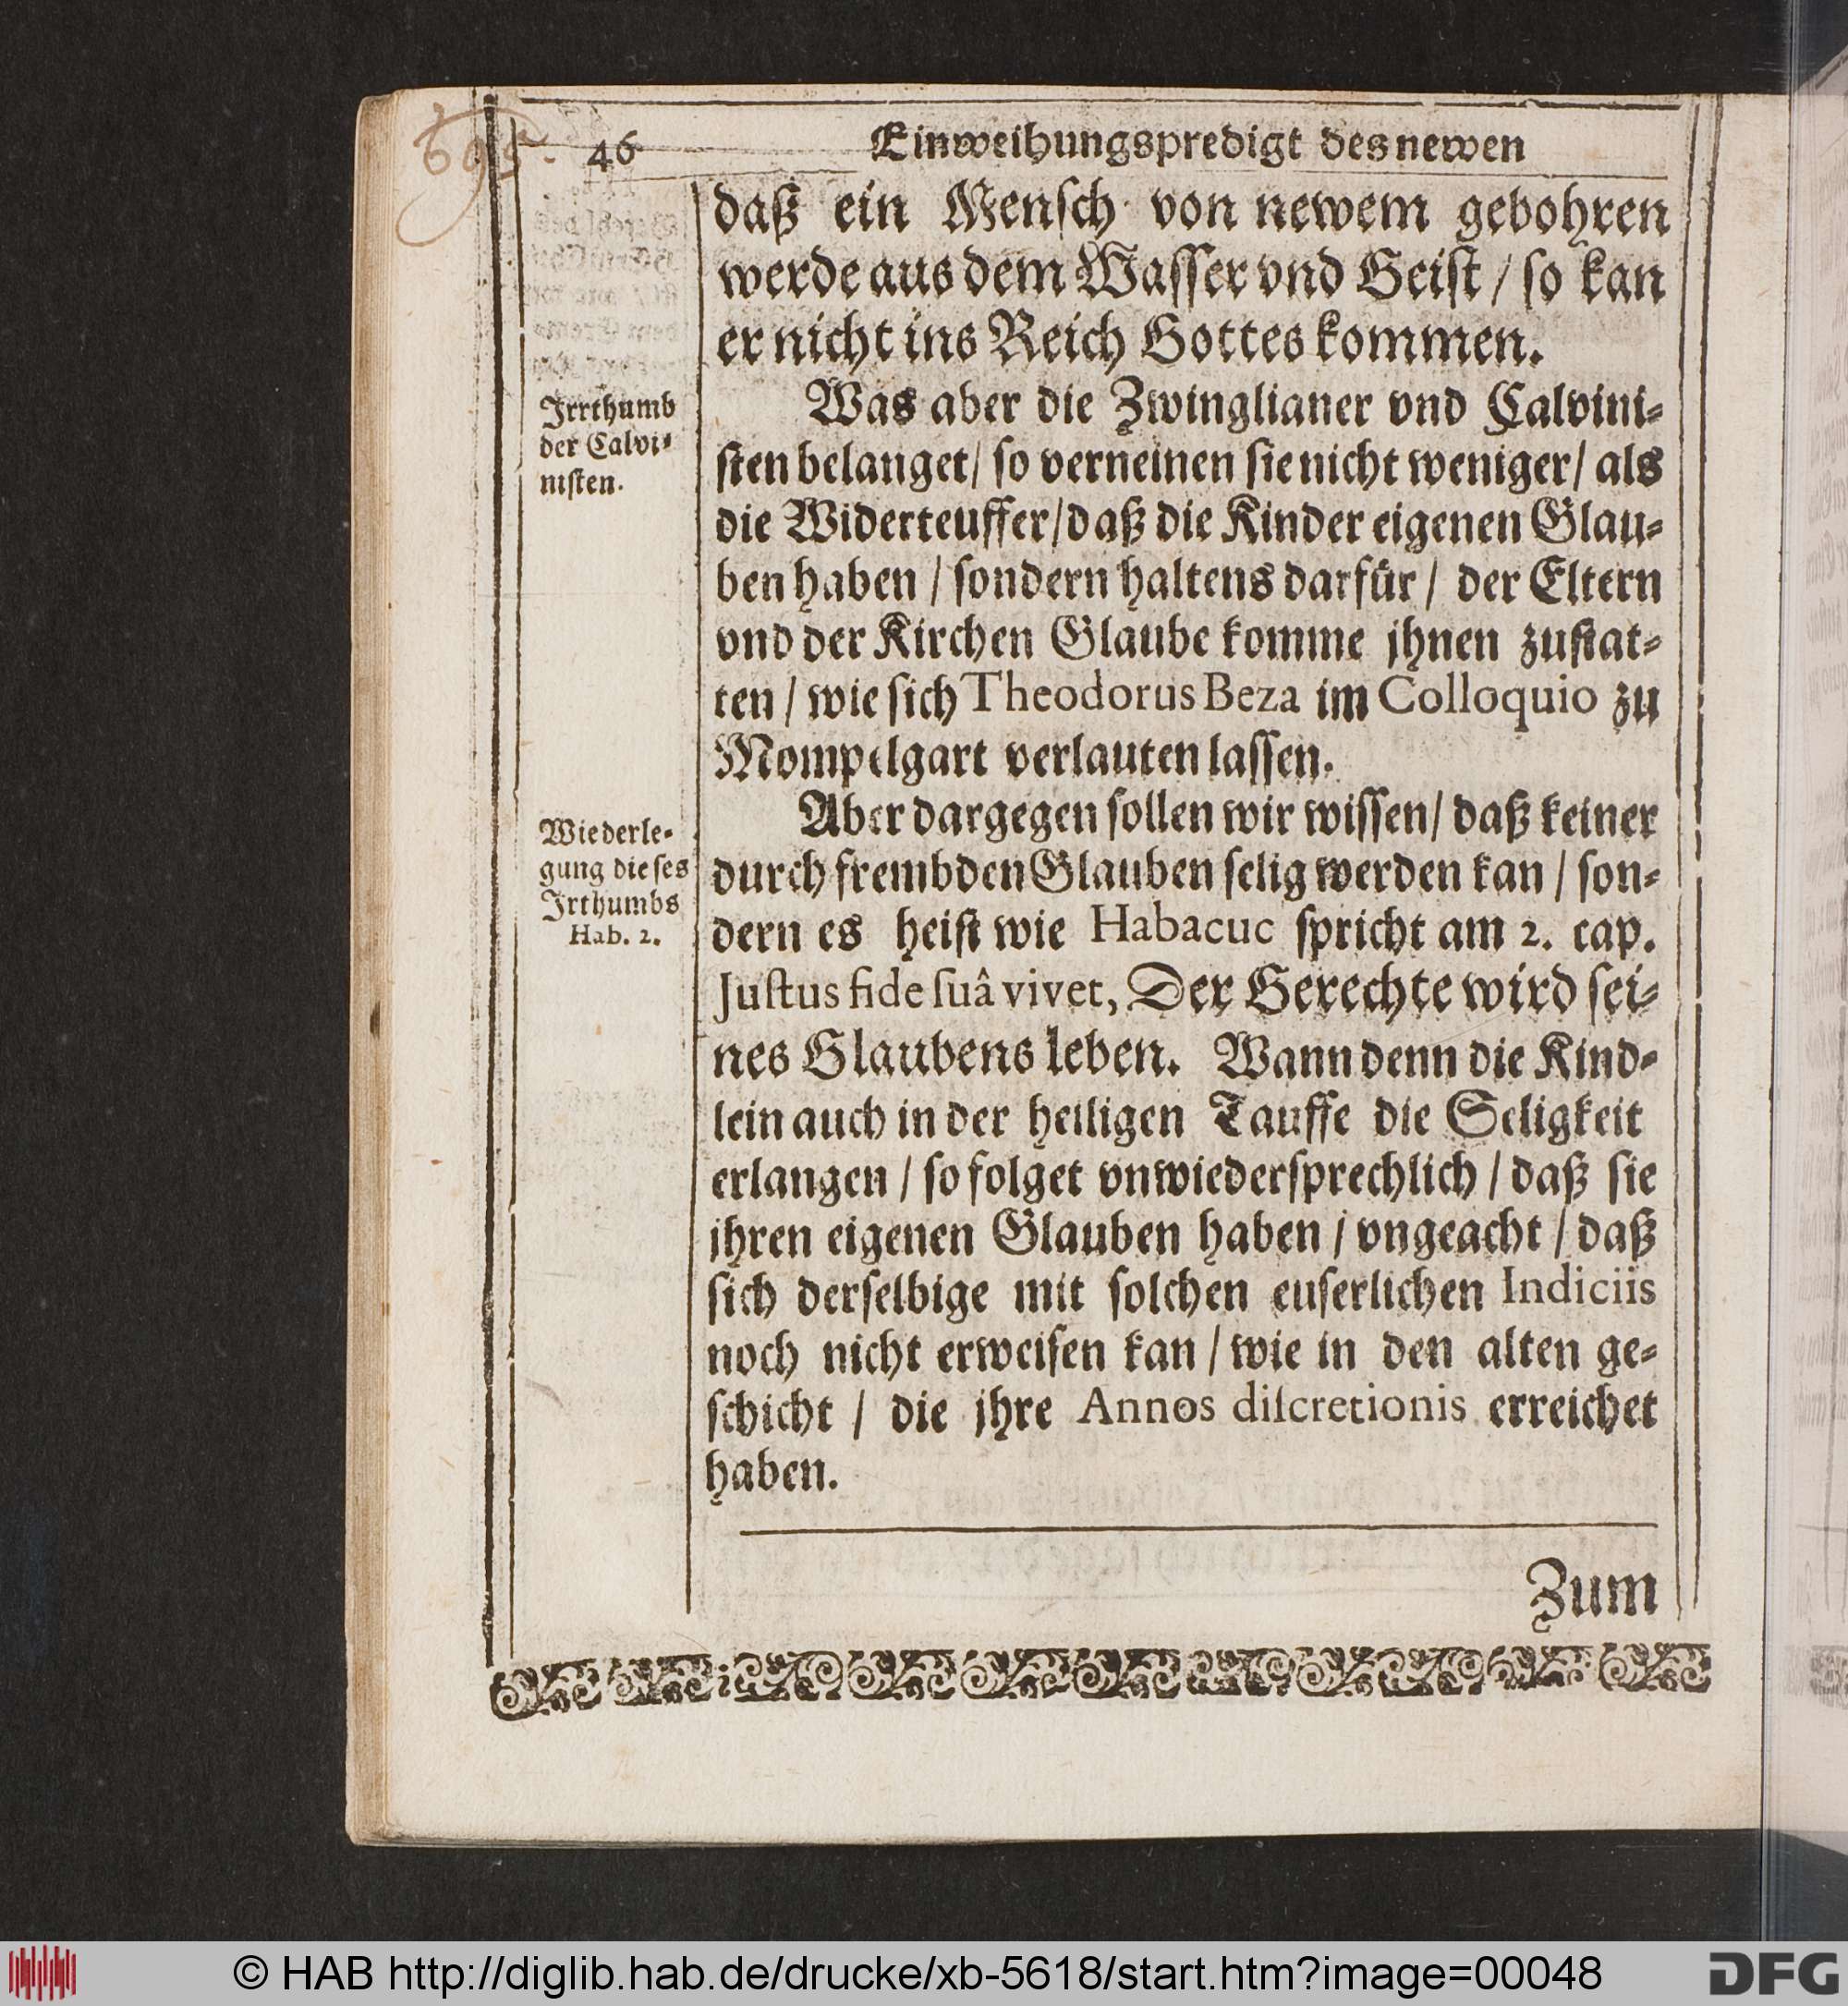 695.
46 Einweihungspredigt des newen
daß ein Mensch von newem gebohren
werde aus dem Wasser vnd Geist / so kan
er nicht ins Reich Gottes kommen.
Irrthumb
der Calvi-
nisten.
Was aber die Zwinglianer vnd Calvini-
sten belanget / so verneinen sie nicht weniger / als
die Widerteuffer / daß die Kinder eigenen Glau-
ben haben / sondern haltens darfür / der Eltern
vnd der Kirchen Glaube komme jhnen zustat-
ten / wie sich Theodorus Beza im Colloquio zu
Mompelgart verlauten lassen.
Wiederle-
gung dieses
Irthumbs
Hab. 2.
Aber dargegen sollen wir wissen / daß keiner
durch frembden Glauben selig werden kan / son-
dern es heist wie Habacuc spricht am 2. cap.
Justus fide suâ vivet, Der Gerechte wird sei-
nes Glaubens leben. Wann denn die Kind-
lein auch in der heiligen Tauffe die Seligkeit
erlangen / so folget vnwiedersprechlich / daß sie
jhren eigenen Glauben haben / vngeacht / daß
sich derselbige mit solchen euserlichen Indiciis
noch nicht erweisen kan / wie in den alten ge-
schicht / die jhre Annos discretionis erreichet
haben.
Zum
© HAB http://diglib.hab.de/drucke/xb-5618/start.htm?image=00048
DFG